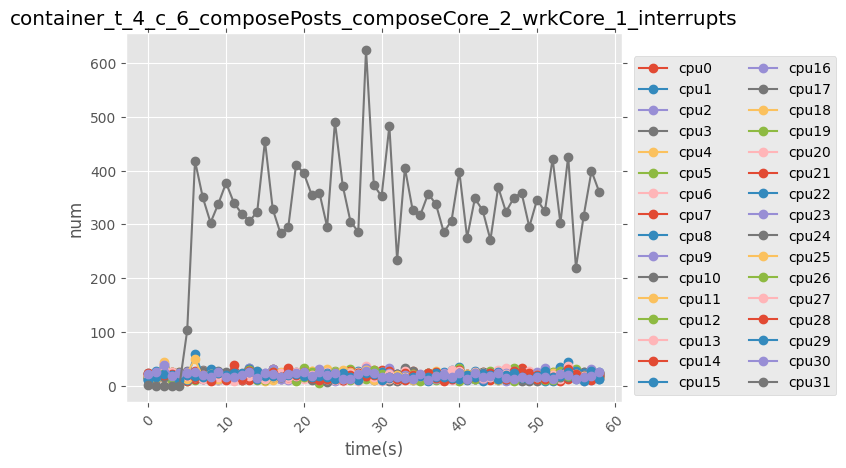 container_t_4_c_6_composePosts_composeCore_2_wrkCore_1_interrupts
600
500
400
300
200
100
0
num
0
10
20
30
40
50
60
time(s)
cpu0
cpu1
cpu2
cpu3
cpu4
cpu5
cpu6
cpu7
cpu8
cpu9
cpu10
cpu11
cpu12
cpu13
cpu14
cpu15
cpu16
cpu17
cpu18
cpu19
cpu20
cpu21
cpu22
cpu23
cpu24
cpu25
cpu26
cpu27
cpu28
cpu29
cpu30
cpu31